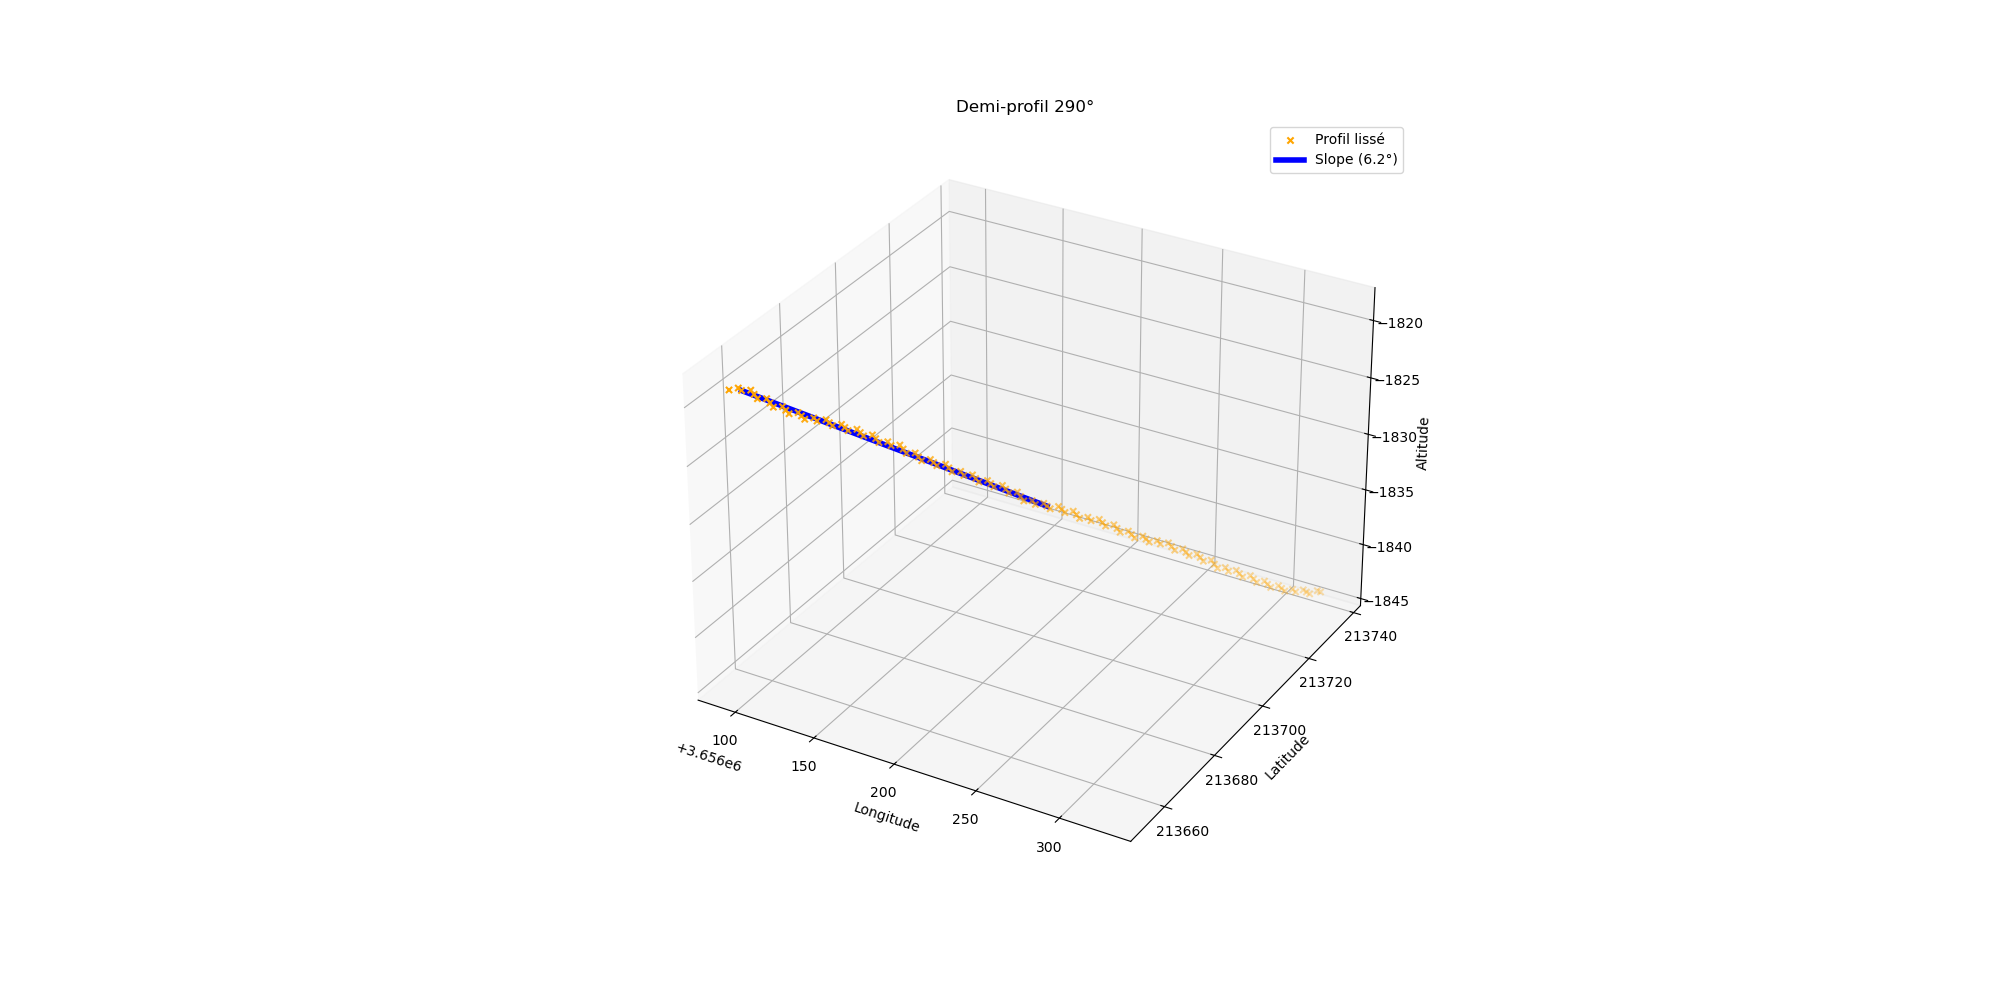 Demi-profil 290°
Profil lissé
Slope (6.2°)
−1820
−1825
−1830
−1835
−1840
−1845
Altitude
213740
213720
213700
213680
213660
Latitude
100
150
200
250
300
+3.656e6
Longitude